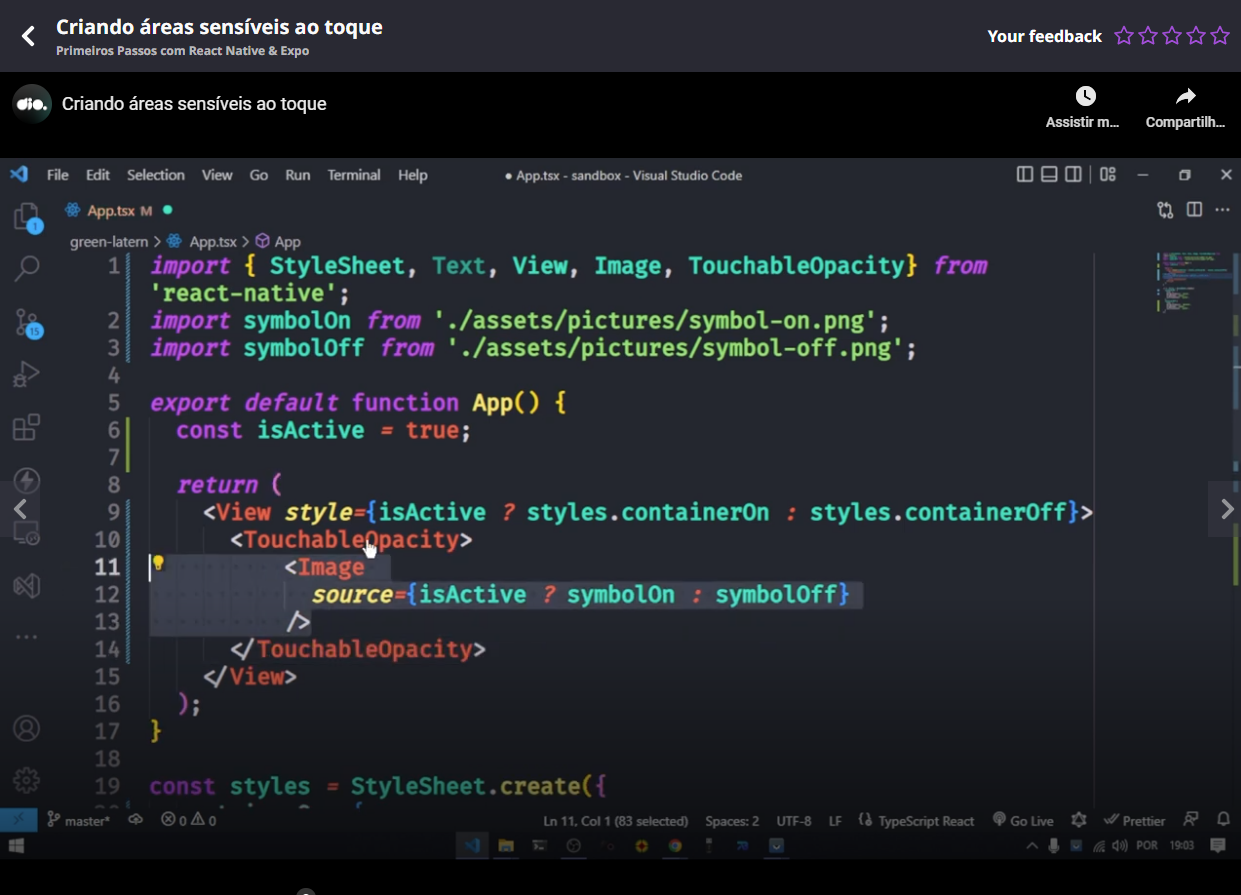 Criando áreas sensíveis ao toque
Primeiros Passos com React Native & Expo
Your feedback
dio.
Criando áreas sensíveis ao toque
Assistir m...
Compartilh...
File Edit Selection View Go Run Terminal Help
● App.tsx - sandbox - Visual Studio Code
App.tsx M
1
green-latern > App.tsx > App
1 import { StyleSheet, Text, View, Image, TouchableOpacity} from
'react-native';
2 import symbolOn from './assets/pictures/symbol-on.png';
3 import symbolOff from './assets/pictures/symbol-off.png';
15
4
5 export default function App() {
6 const isActive = true;
7
8 return (
9 <View style={isActive ? styles.containerOn : styles.containerOff}>
10 <TouchableOpacity>
11 <Image
12 source={isActive ? symbolOn : symbolOff}
13 />
14 </TouchableOpacity>
15 </View>
16 );
17 }
18
19 const styles = StyleSheet.create({
master* 0 0 Ln 11, Col 1 (83 selected) Spaces: 2 UTF-8 LF TypeScript React Go Live Prettier
POR 19:03